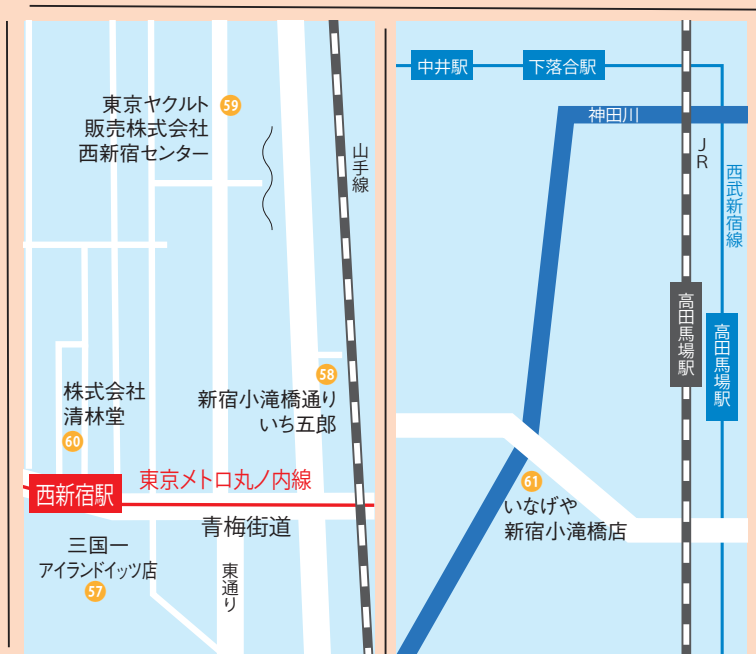 東京ヤクルト
販売株式会社
西新宿センター
59
山手線
58
新宿小滝橋通り
いち五郎
株式会社
清林堂
60
西新宿駅
東京メトロ丸ノ内線
青梅街道
三国一
アイランドイッツ店
57
東通り
中井駅
下落合駅
神田川
JR
西武新宿線
高田馬場駅
高田馬場駅
61
いなげや
新宿小滝橋店